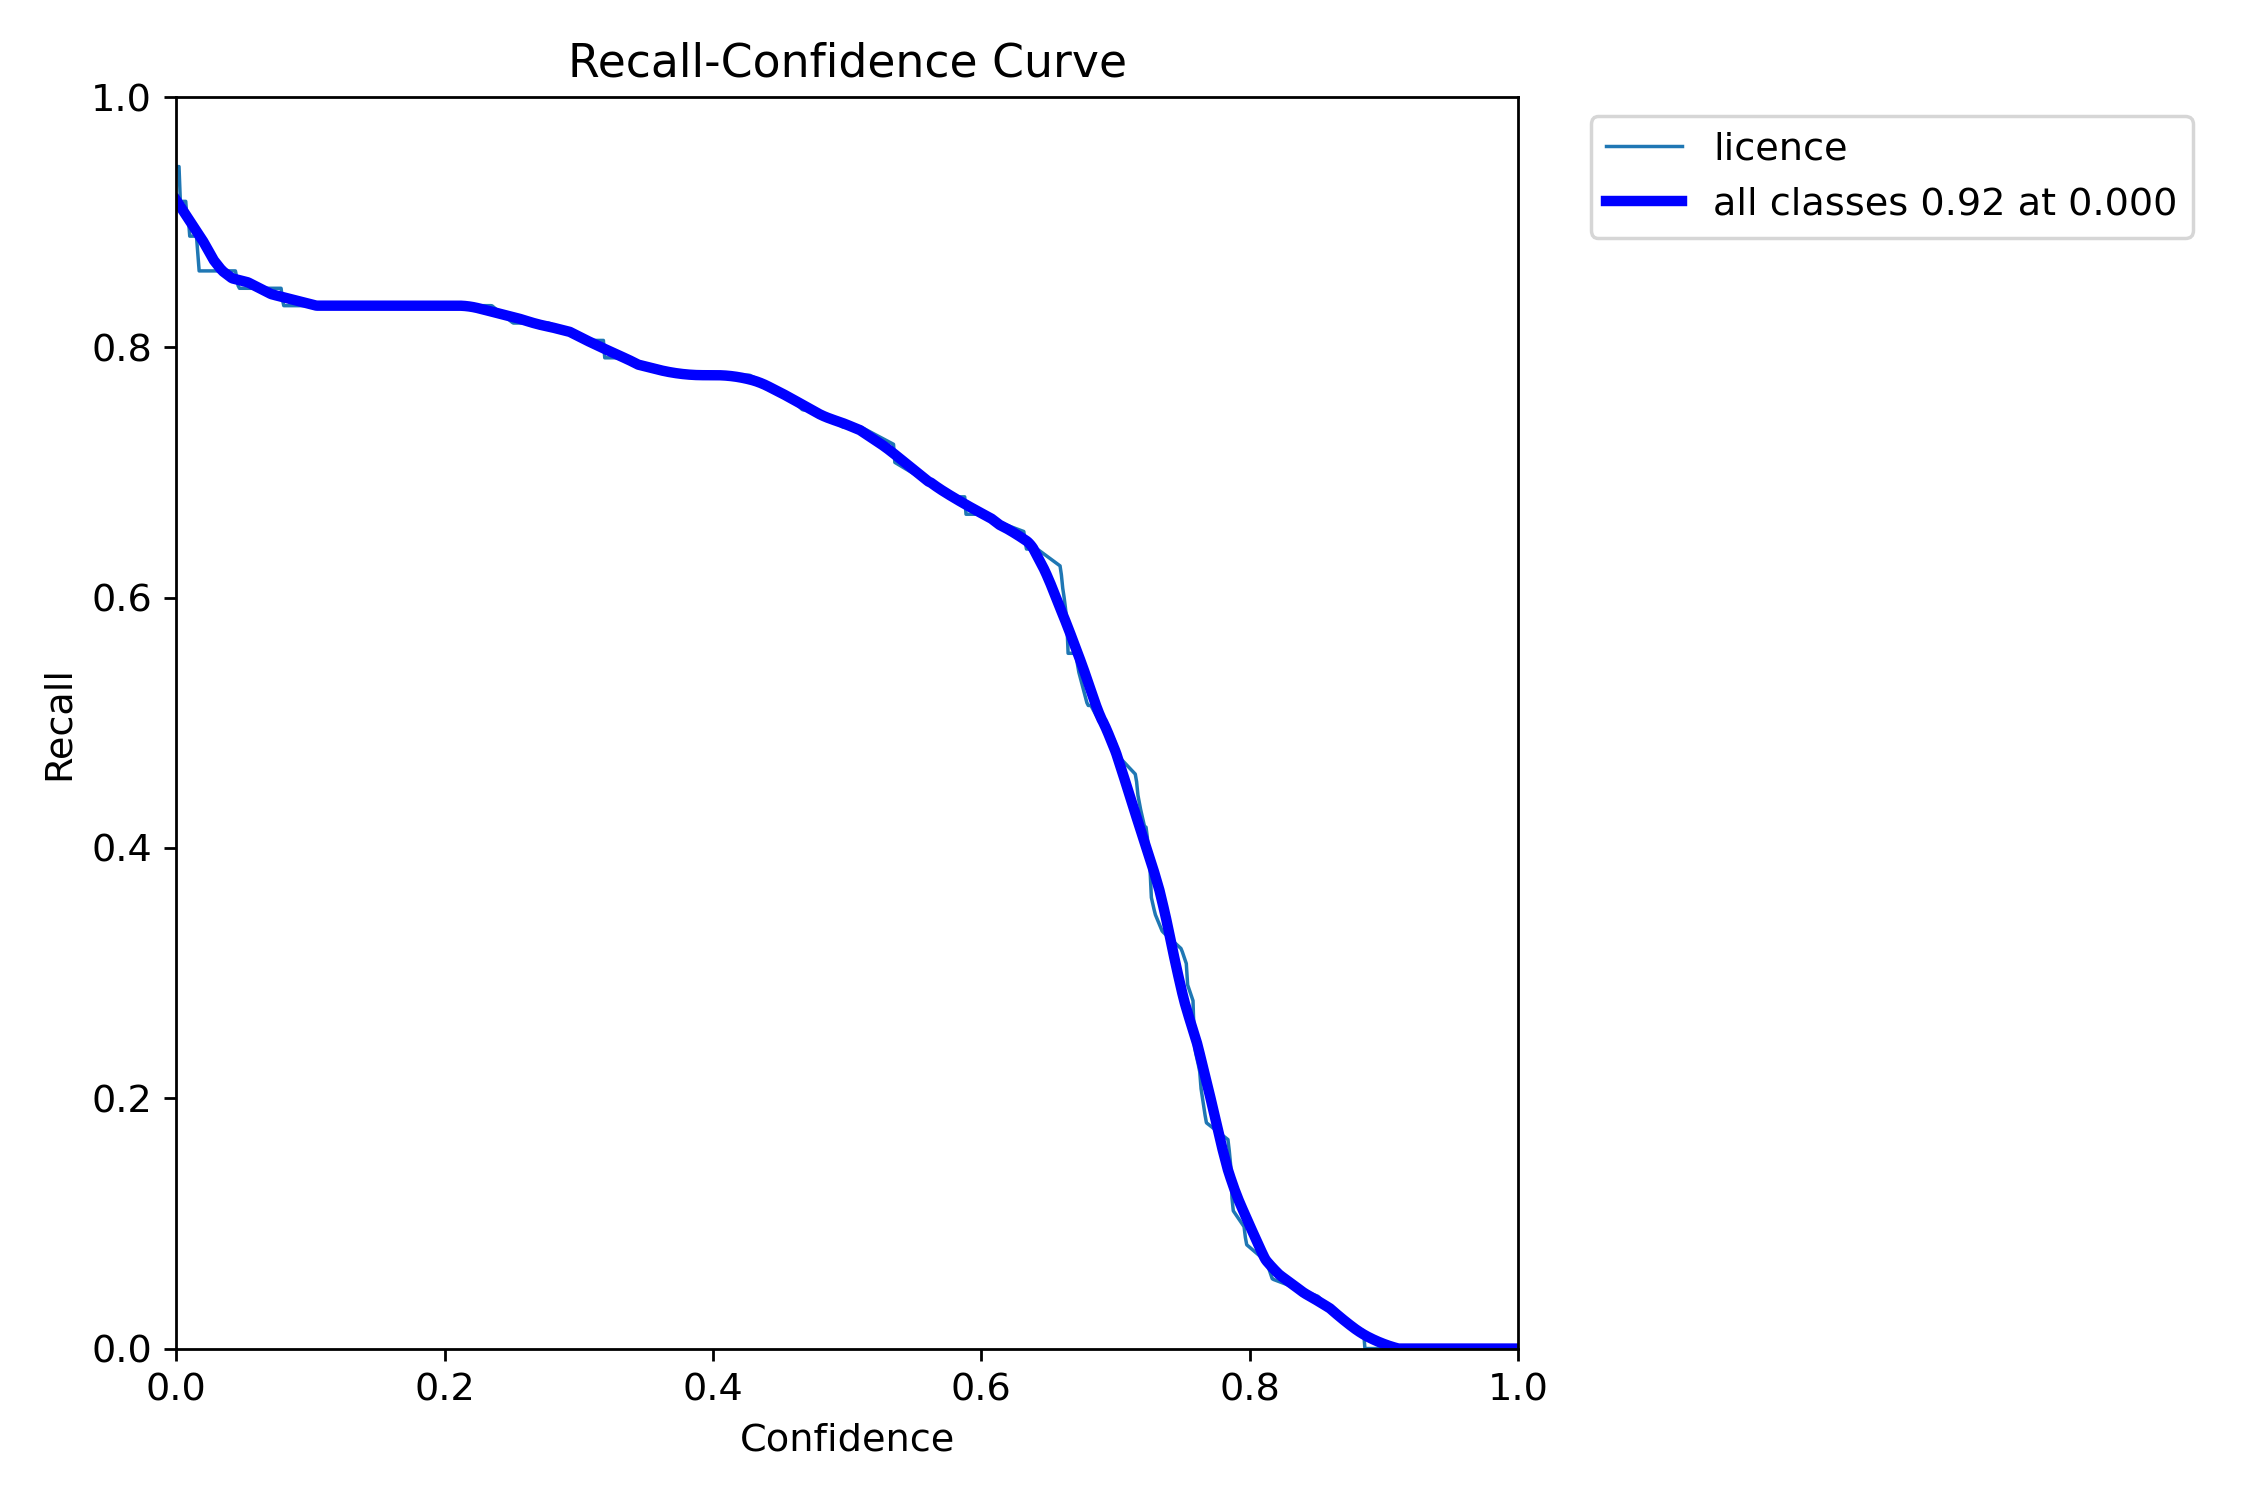 Recall-Confidence Curve
1.0
0.8
0.6
0.4
0.2
0.0
Recall
0.0 0.2 0.4 0.6 0.8 1.0
Confidence
licence
all classes 0.92 at 0.000